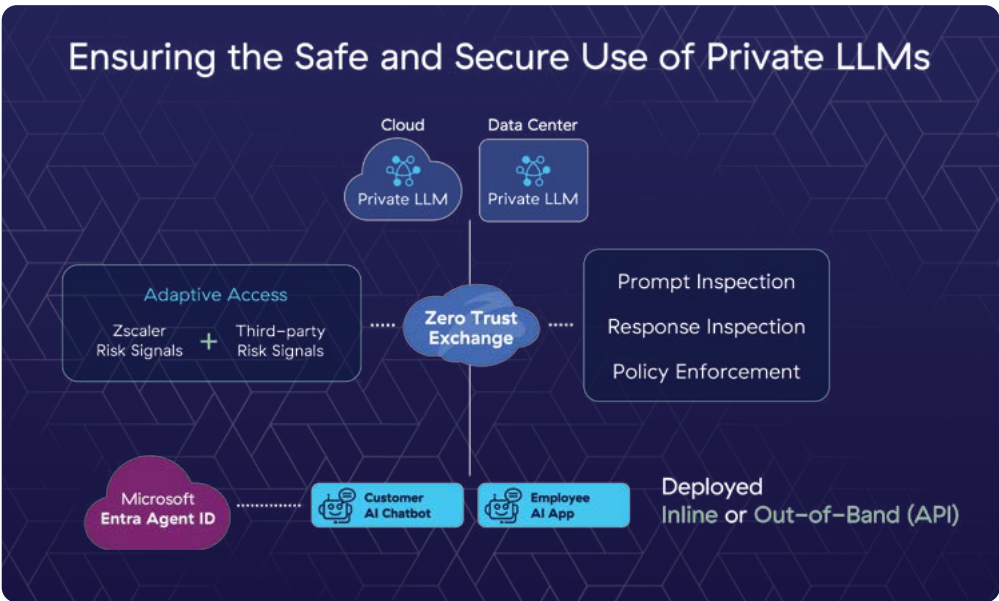 Ensuring the Safe and Secure Use of Private LLMs
Cloud
Private LLM
Data Center
Private LLM
Adaptive Access
Zscaler
Risk Signals
+
Third-party
Risk Signals
Zero Trust
Exchange
Prompt Inspection
Response Inspection
Policy Enforcement
Microsoft
Entra Agent ID
Customer
AI Chatbot
Employee
AI App
Deployed
Inline or Out-of-Band (API)